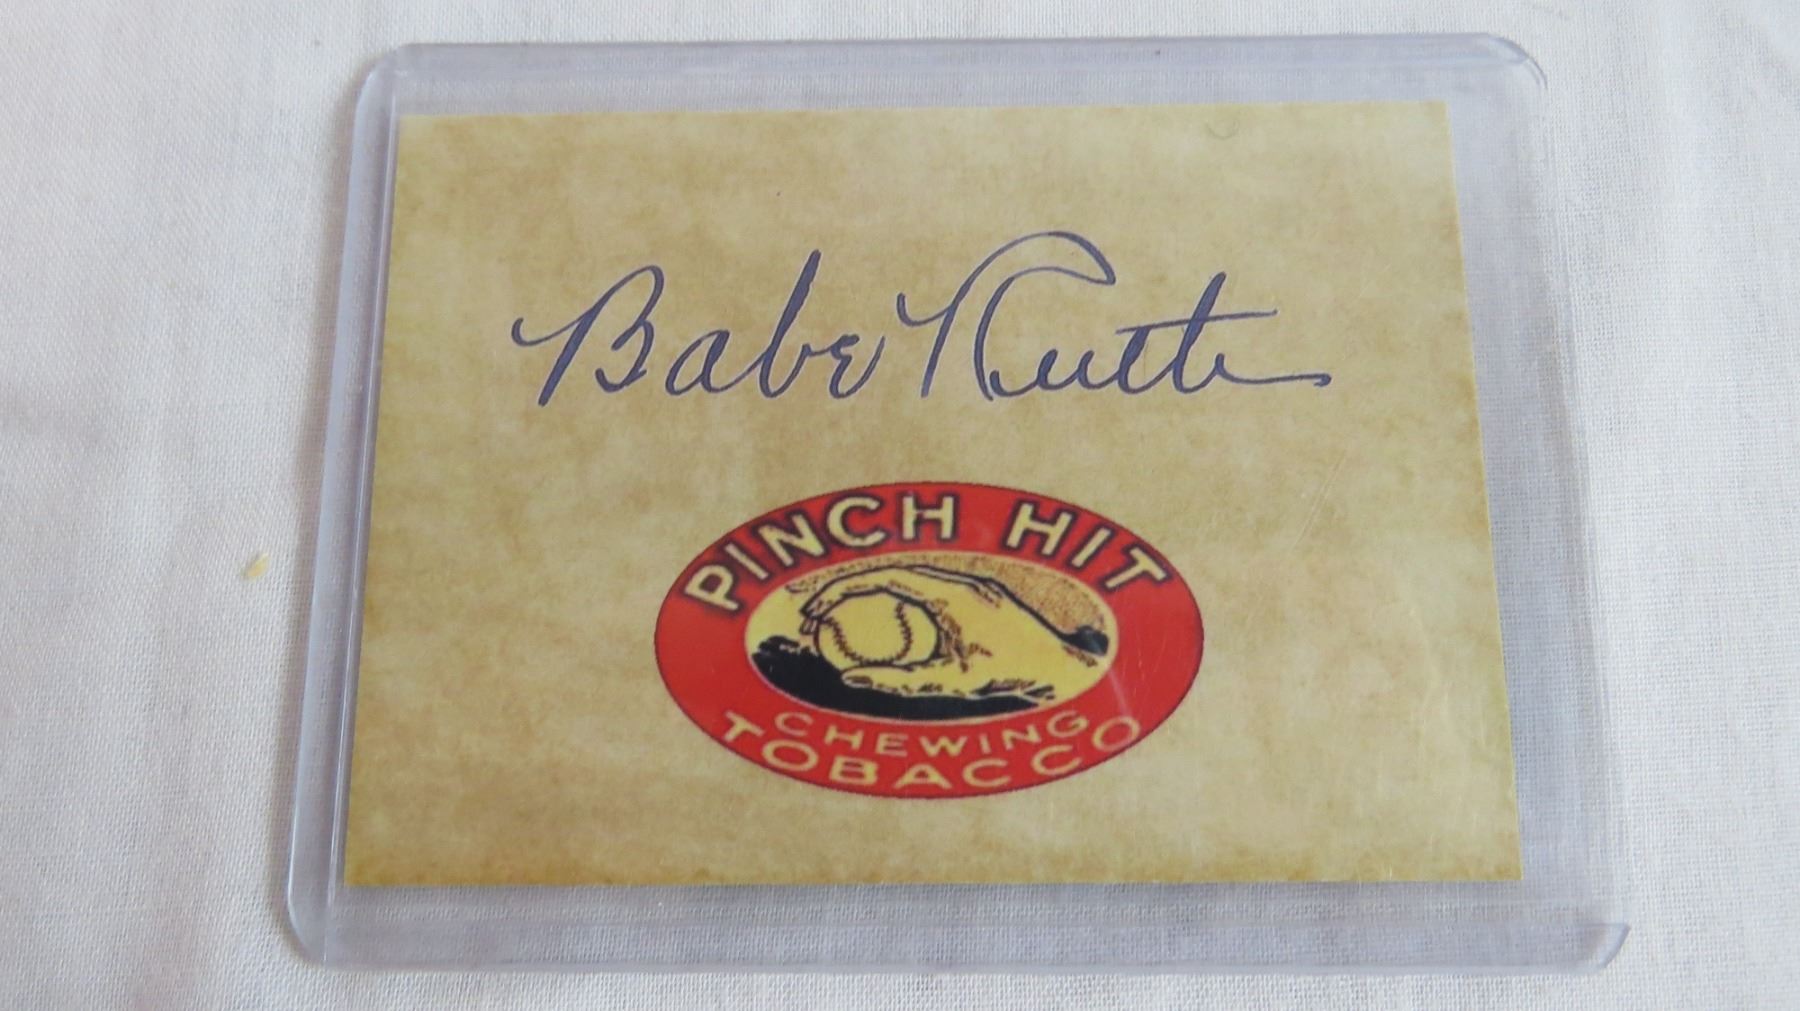 Babe Ruth
PINCH HIT
CHEWING
TOBACCO